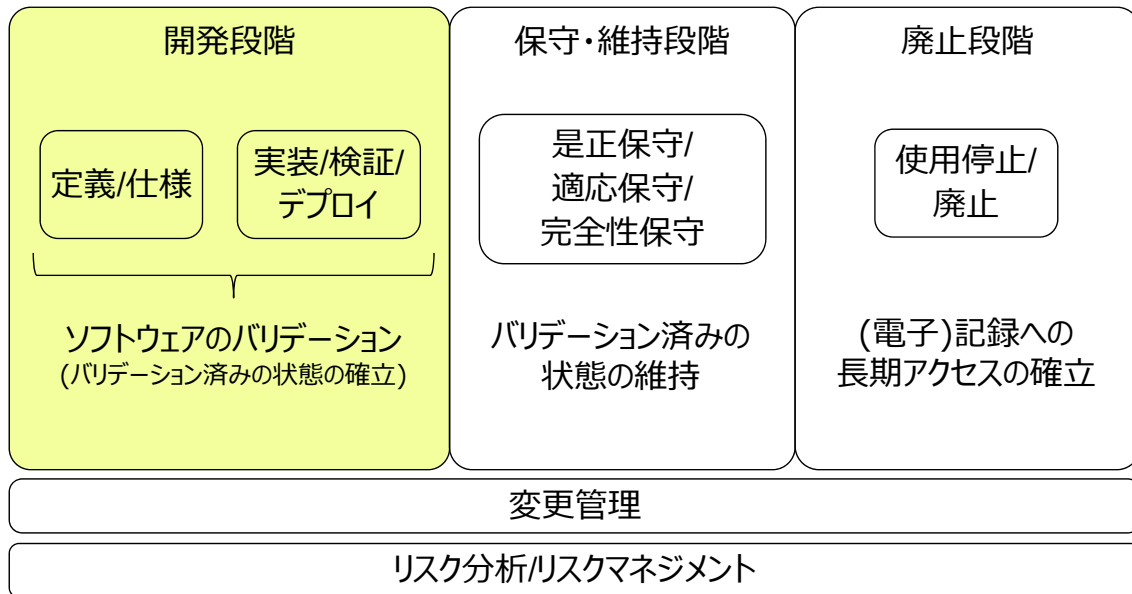 開発段階
定義/仕様
実装/検証/
デプロイ
ソフトウェアのバリデーション
(バリデーション済みの状態の確立)
保守・維持段階
是正保守/
適応保守/
完全性保守
バリデーション済みの
状態の維持
廃止段階
使用停止/
廃止
(電子)記録への
長期アクセスの確立
変更管理
リスク分析/リスクマネジメント